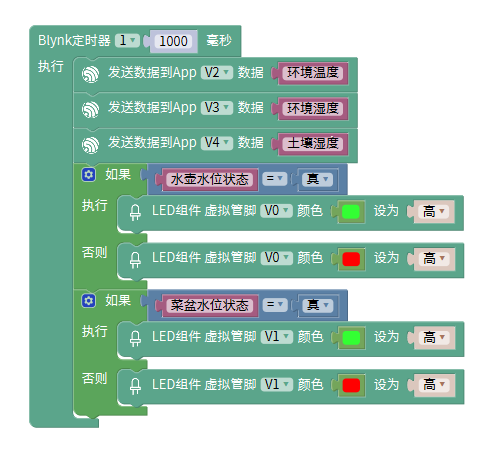 Blynk定时器 1 1000 毫秒
执行
发送数据到App V2 数据 环境温度
发送数据到App V3 数据 环境湿度
发送数据到App V4 数据 土壤湿度
如果 水壶水位状态 = 真
执行 LED组件 虚拟管脚 V0 颜色 设为 高
否则 LED组件 虚拟管脚 V0 颜色 设为 高
如果 菜盆水位状态 = 真
执行 LED组件 虚拟管脚 V1 颜色 设为 高
否则 LED组件 虚拟管脚 V1 颜色 设为 高